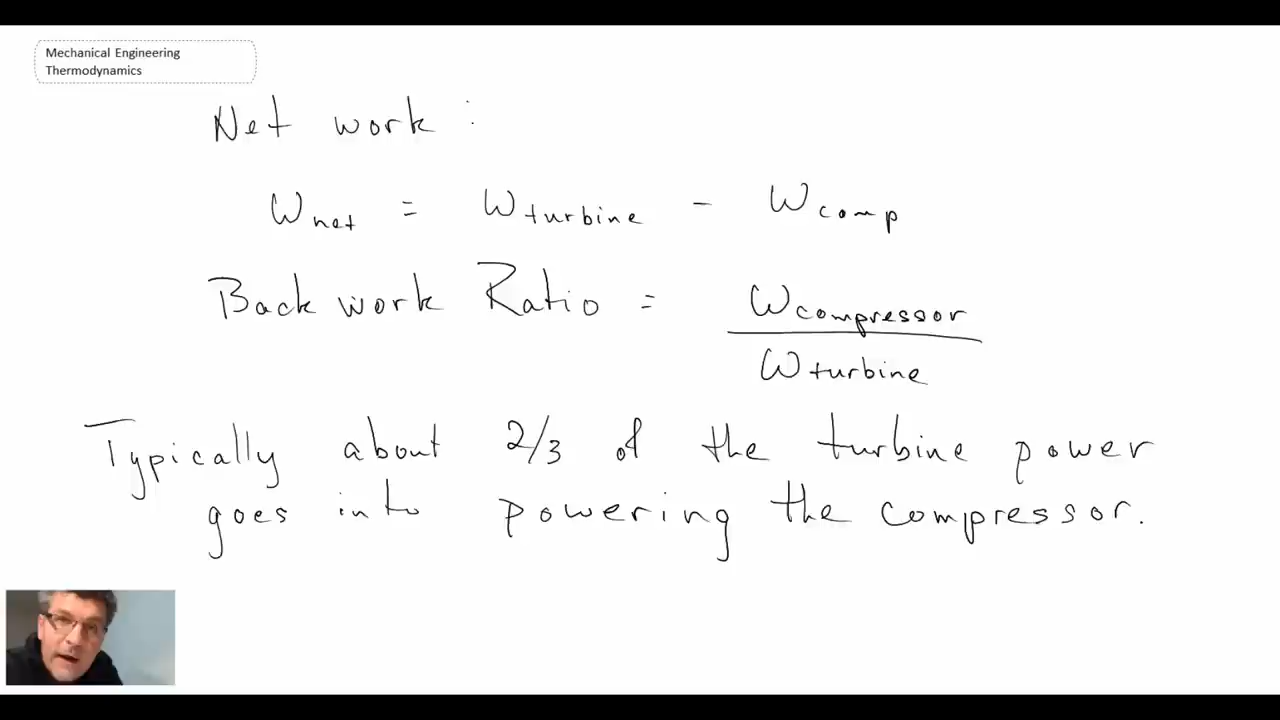 Mechanical Engineering
Thermodynamics
Net work :
Wnet = Wturbine - Wcomp
Back work Ratio = Wcompressor
Wturbine
Typically about 2/3 of the turbine power
goes into powering the compressor.